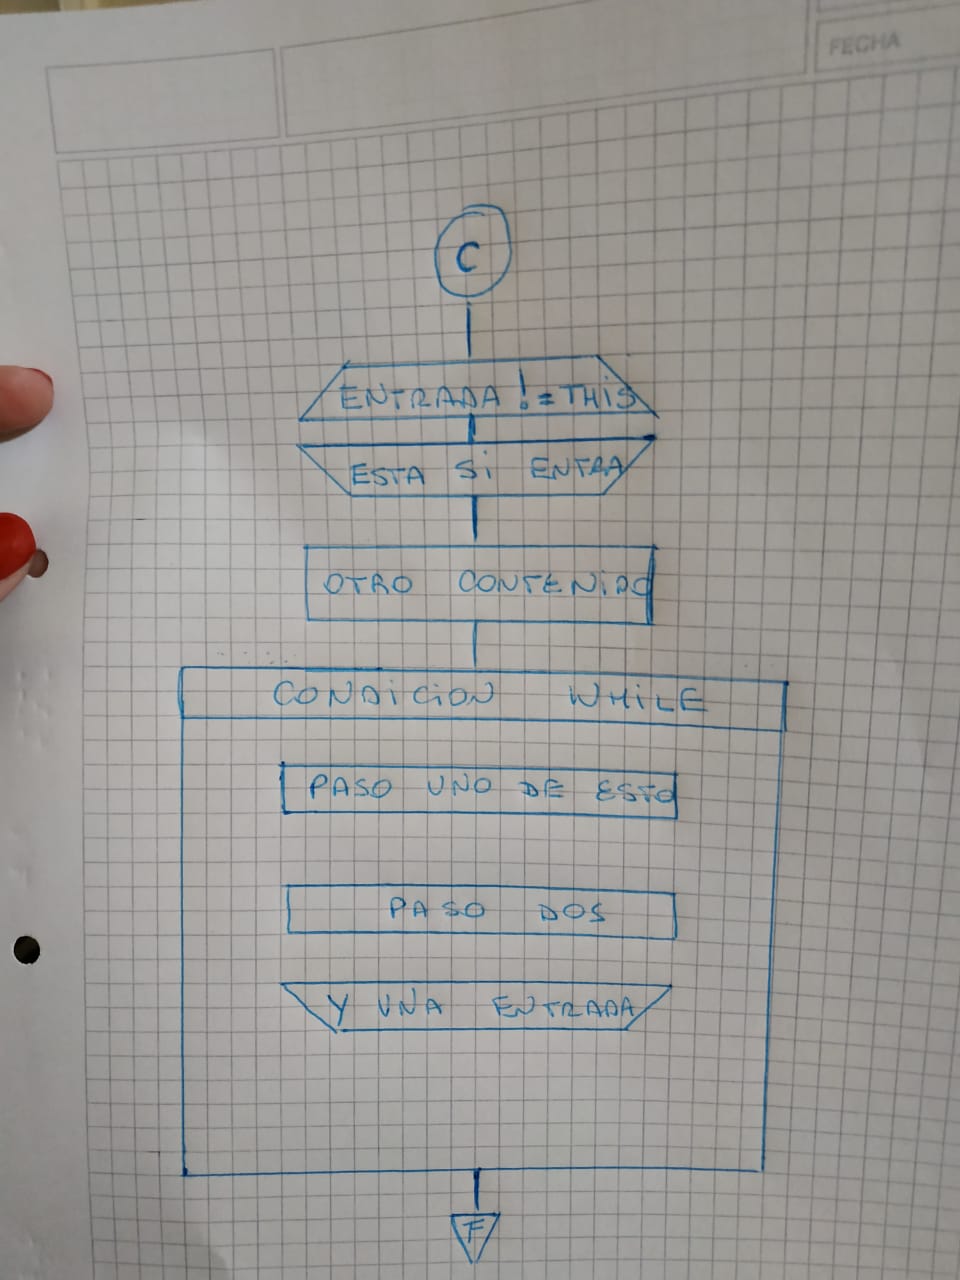 FECHA
C
ENTRADA != THIS
ESTA SI ENTRA
OTRO CONTENIDO
CONDICION WHILE
PASO UNO DE ESTO
PASO DOS
Y UNA ENTRADA
F